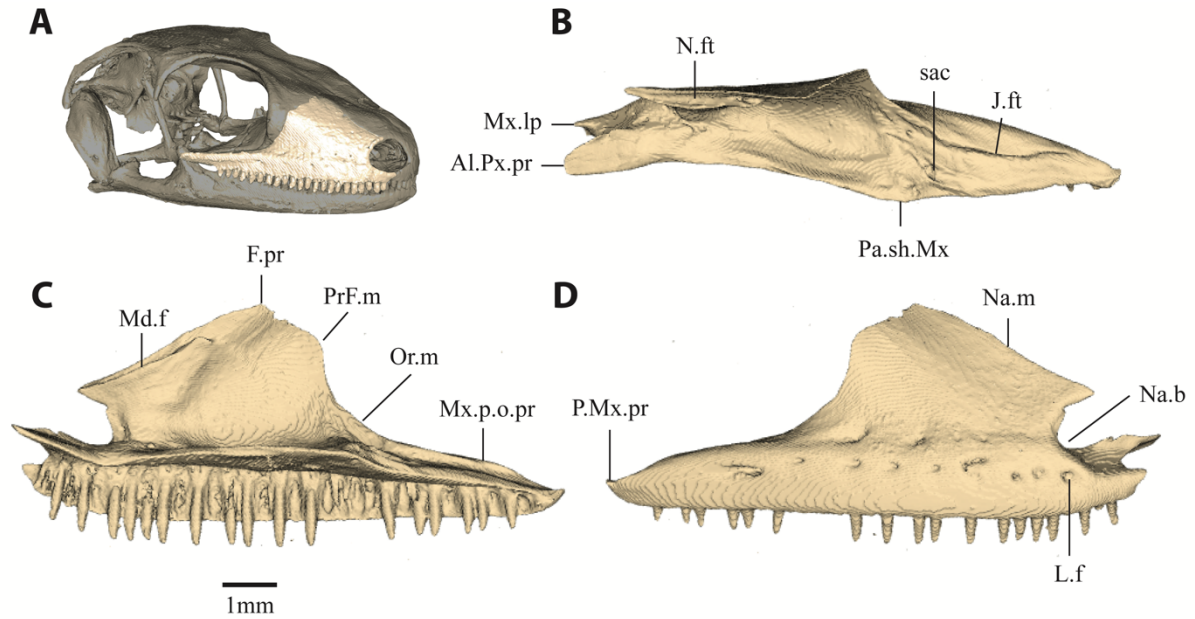 A
B
N.ft
sac
J.ft
Mx.lp
Al.Px.pr
Pa.sh.Mx
C
F.pr
PrF.m
Md.f
Or.m
Mx.p.o.pr
1mm
D
Na.m
Na.b
P.Mx.pr
L.f